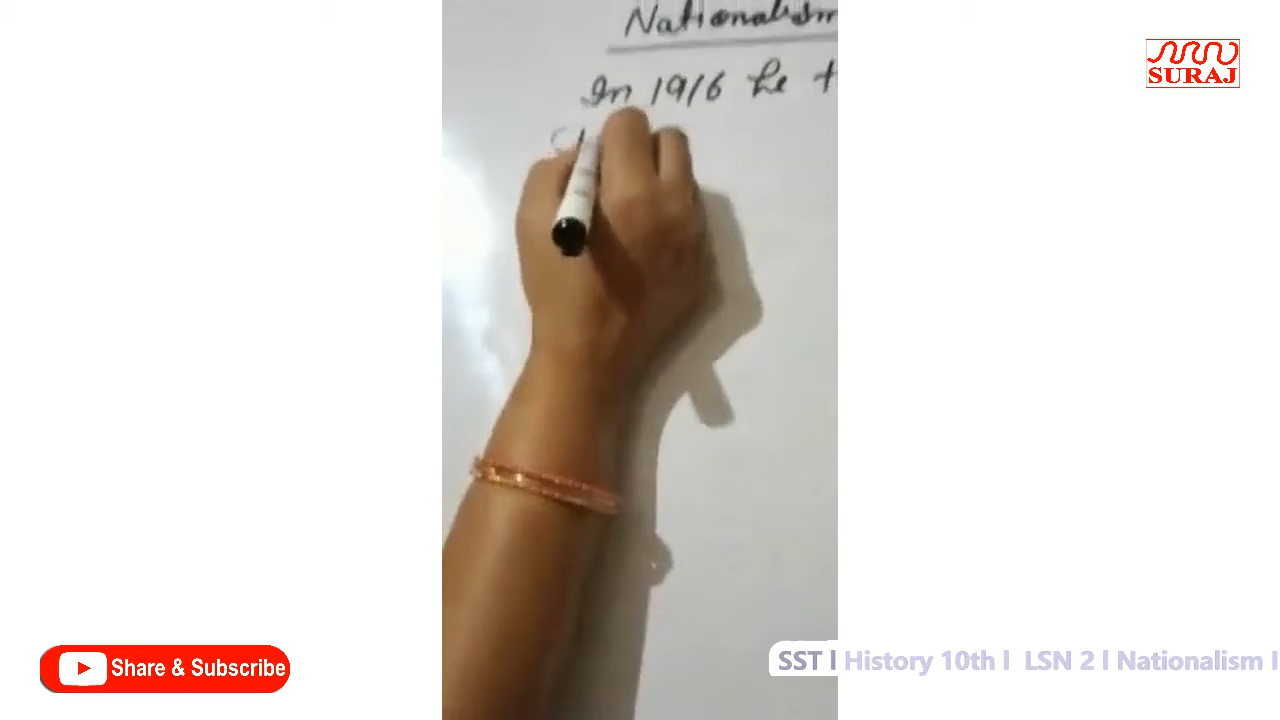 Nationalism
In 1916 he t
SURAJ
Share & Subscribe
SST l History 10th l LSN 2 l Nationalism I